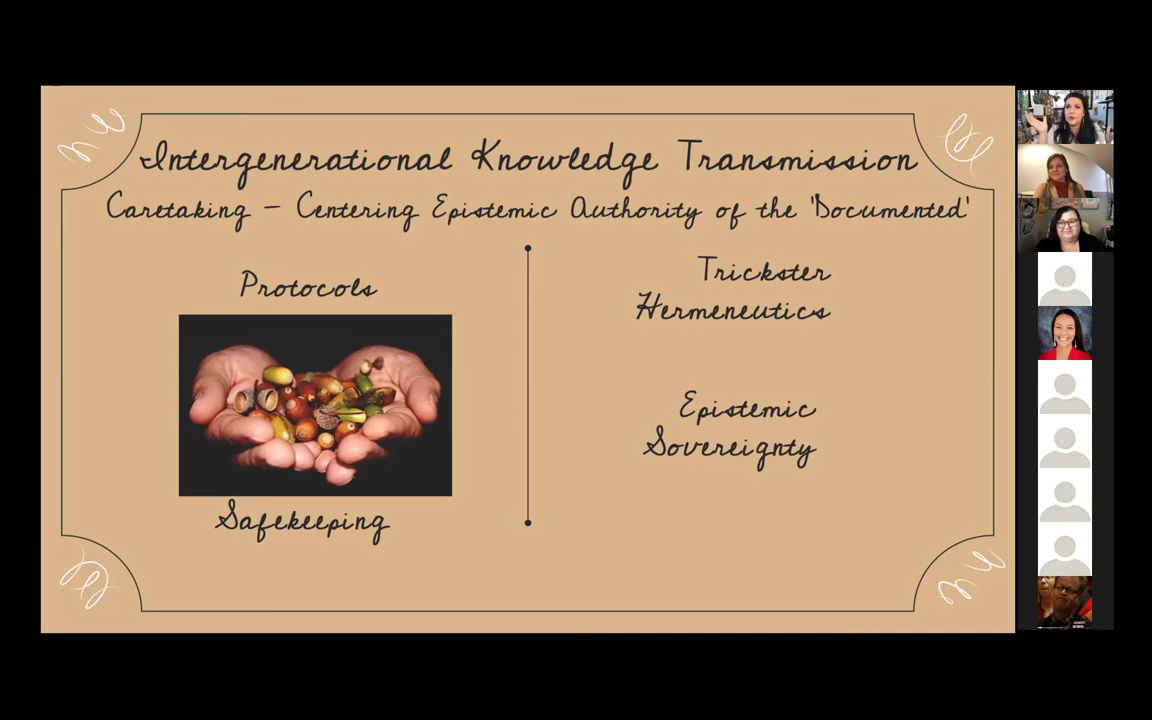 Intergenerational Knowledge Transmission
Caretaking – Centering Epistemic Authority of the 'Documented'
Protocols
Safekeeping
Trickster
Hermeneutics
Epistemic
Sovereignty